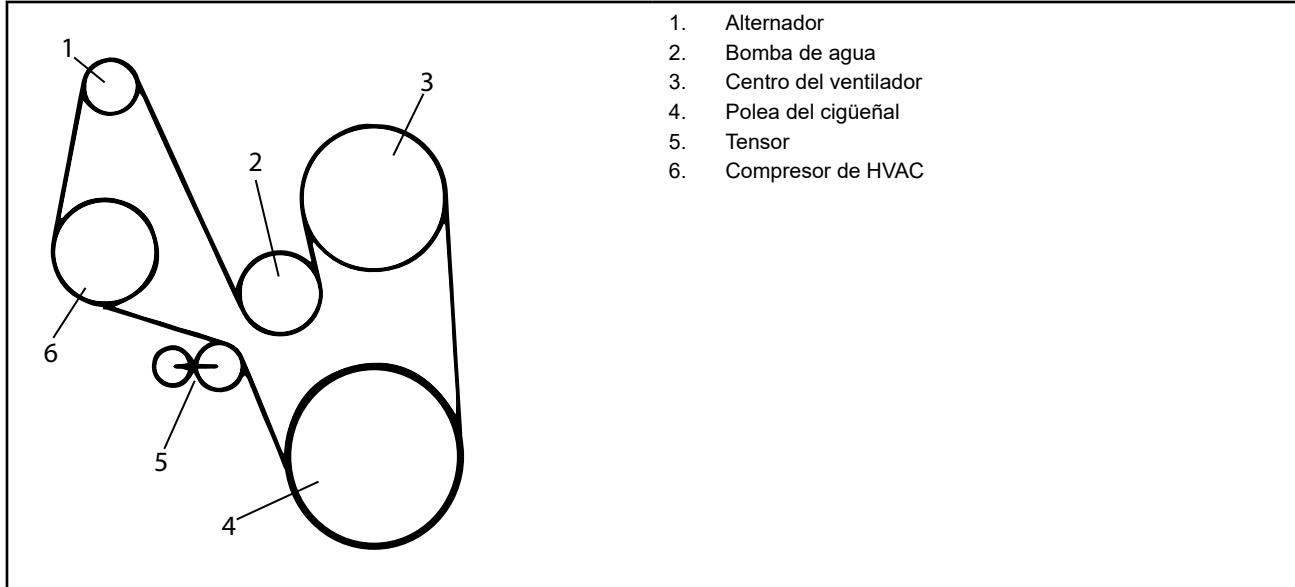 1. Alternador
2. Bomba de agua
3. Centro del ventilador
4. Polea del cigüeñal
5. Tensor
6. Compresor de HVAC
1
2
3
6
5
4